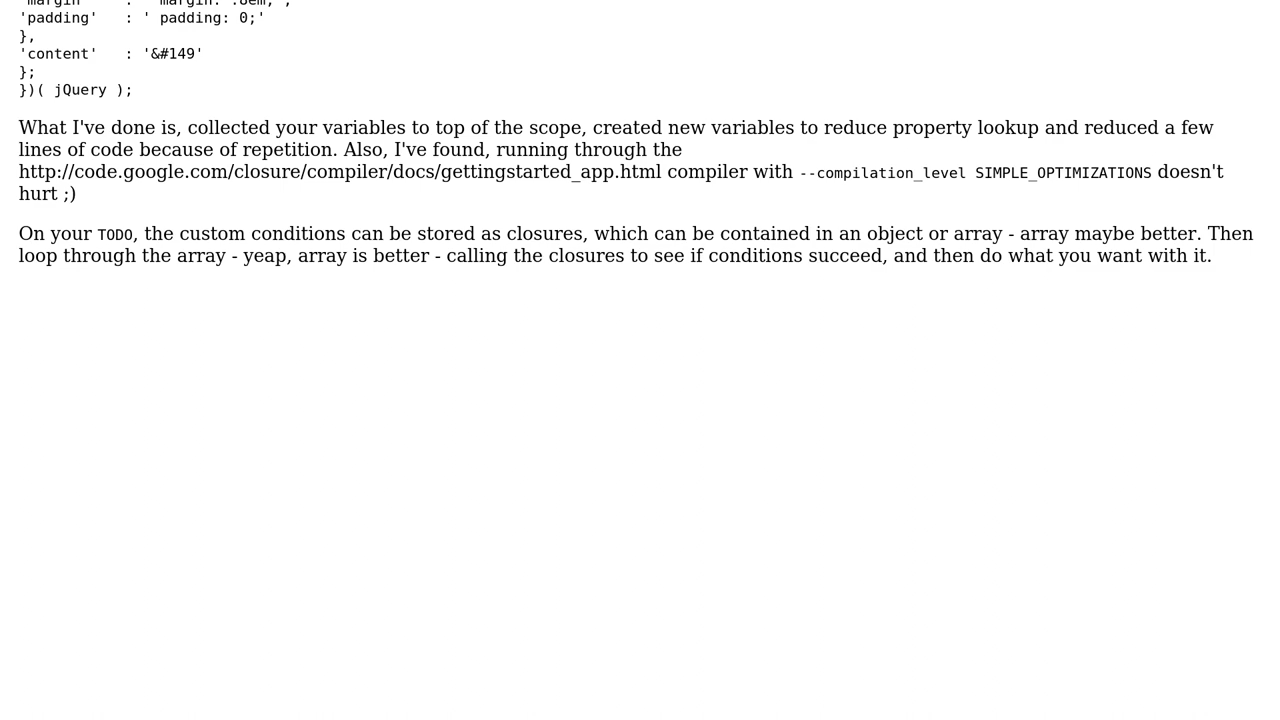 'margin'   : ' margin: .8em;',
'padding'   : ' padding: 0;'
},
'content'   : '&#149'
};
})( jQuery );
What I've done is, collected your variables to top of the scope, created new variables to reduce property lookup and reduced a few
lines of code because of repetition. Also, I've found, running through the
http://code.google.com/closure/compiler/docs/gettingstarted_app.html compiler with --compilation_level SIMPLE_OPTIMIZATIONS doesn't
hurt ;)
On your TODO, the custom conditions can be stored as closures, which can be contained in an object or array - array maybe better. Then
loop through the array - yeap, array is better - calling the closures to see if conditions succeed, and then do what you want with it.